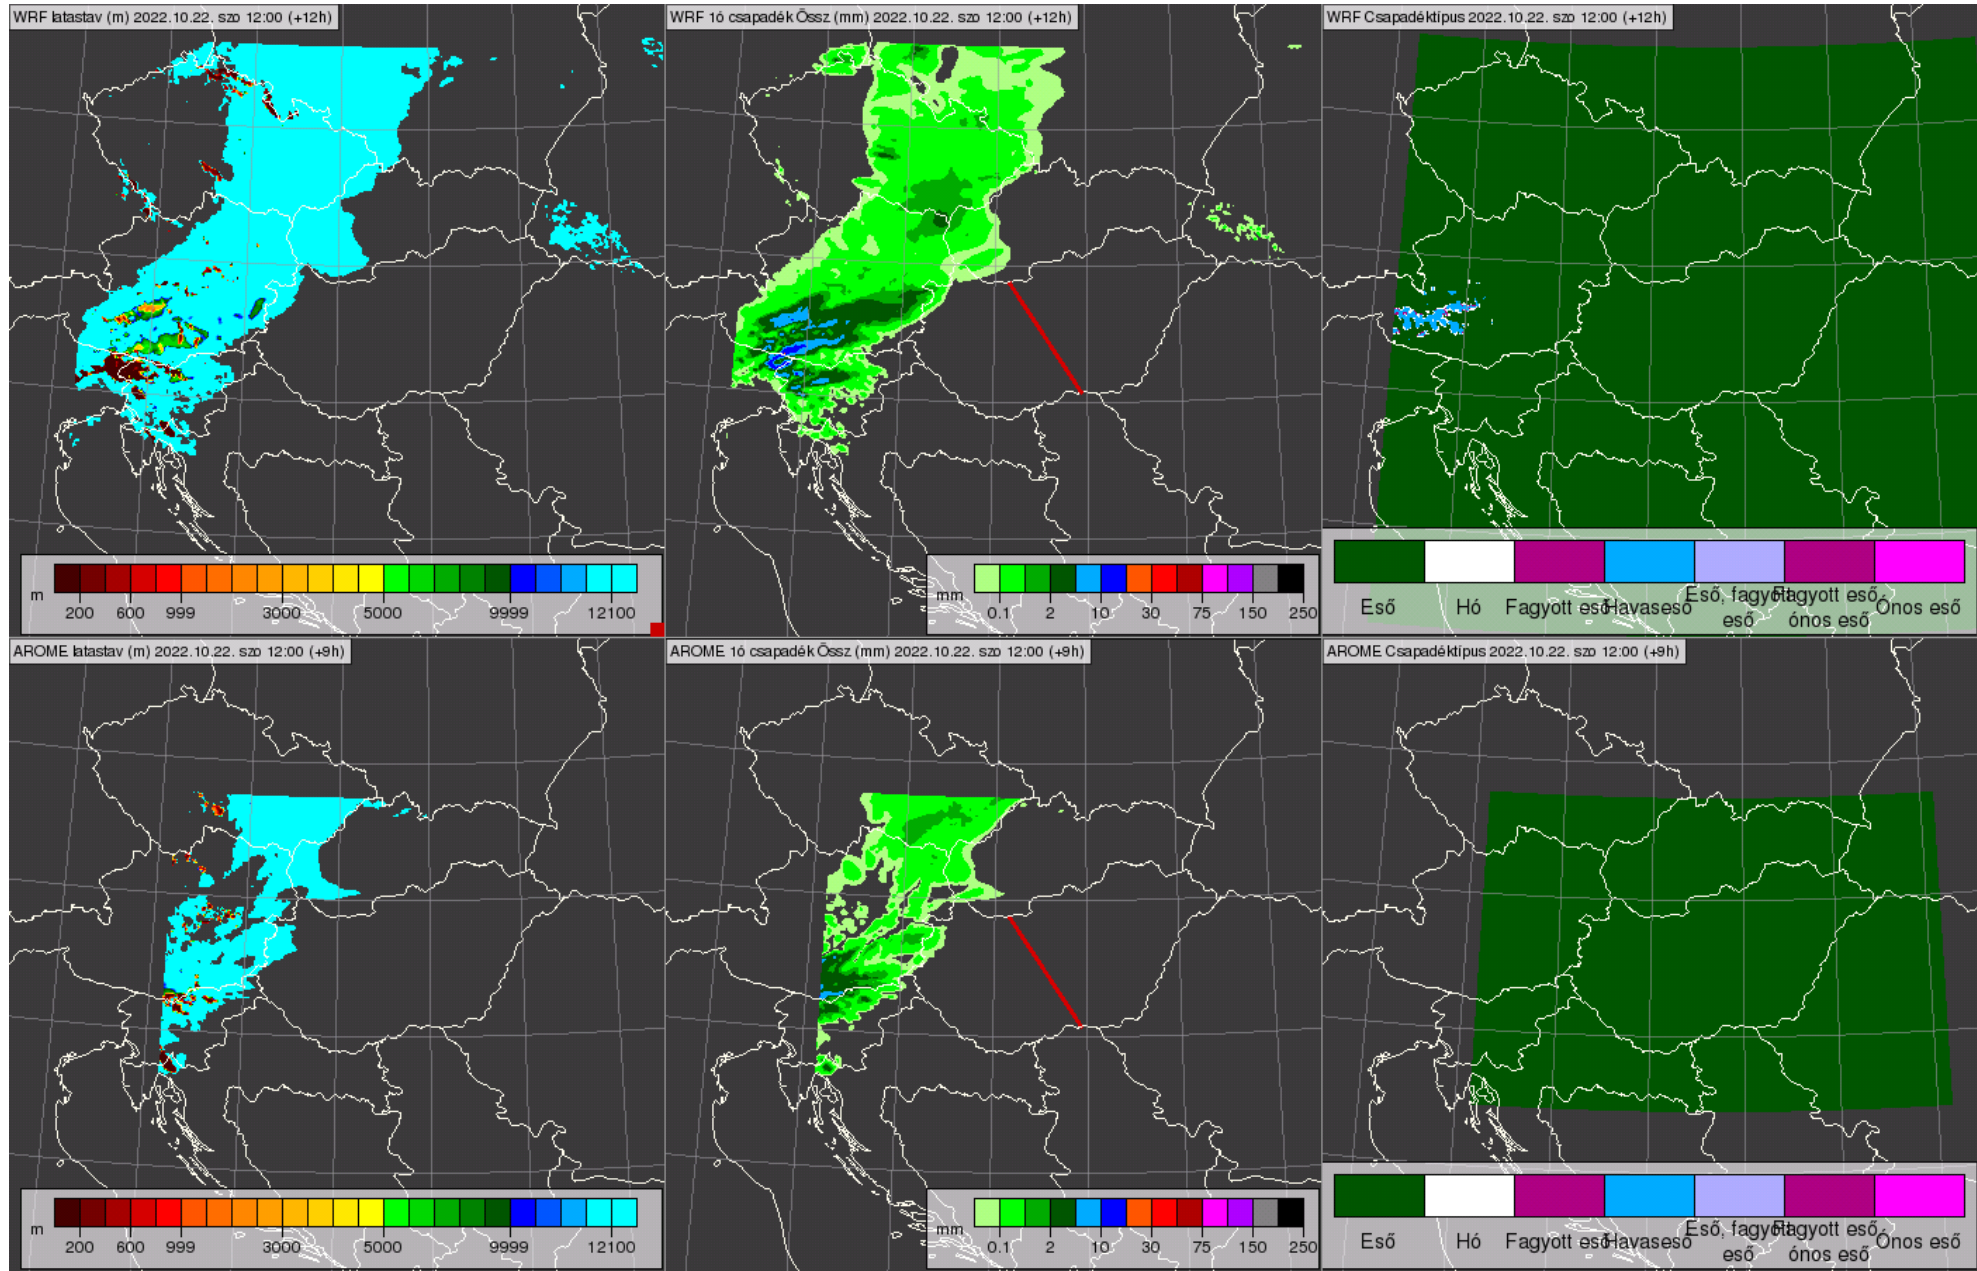 WRF látástáv (m) 2022.10.22. szo 12:00 (+12h)
WRF 1ó csapadék Össz (mm) 2022.10.22. szo 12:00 (+12h)
WRF Csapadéktípus 2022.10.22. szo 12:00 (+12h)
m
200 600 999 3000 5000 9999 12100
mm
0.1 2 10 30 75 150 250
Eső Hó Fagyott eső Havaseső Eső, fagyott eső Fagyott eső ónos eső Ónos eső
AROME látástáv (m) 2022.10.22. szo 12:00 (+9h)
AROME 1ó csapadék Össz (mm) 2022.10.22. szo 12:00 (+9h)
AROME Csapadéktípus 2022.10.22. szo 12:00 (+9h)
m
200 600 999 3000 5000 9999 12100
mm
0.1 2 10 30 75 150 250
Eső Hó Fagyott eső Havaseső Eső, fagyott eső Fagyott eső ónos eső Ónos eső